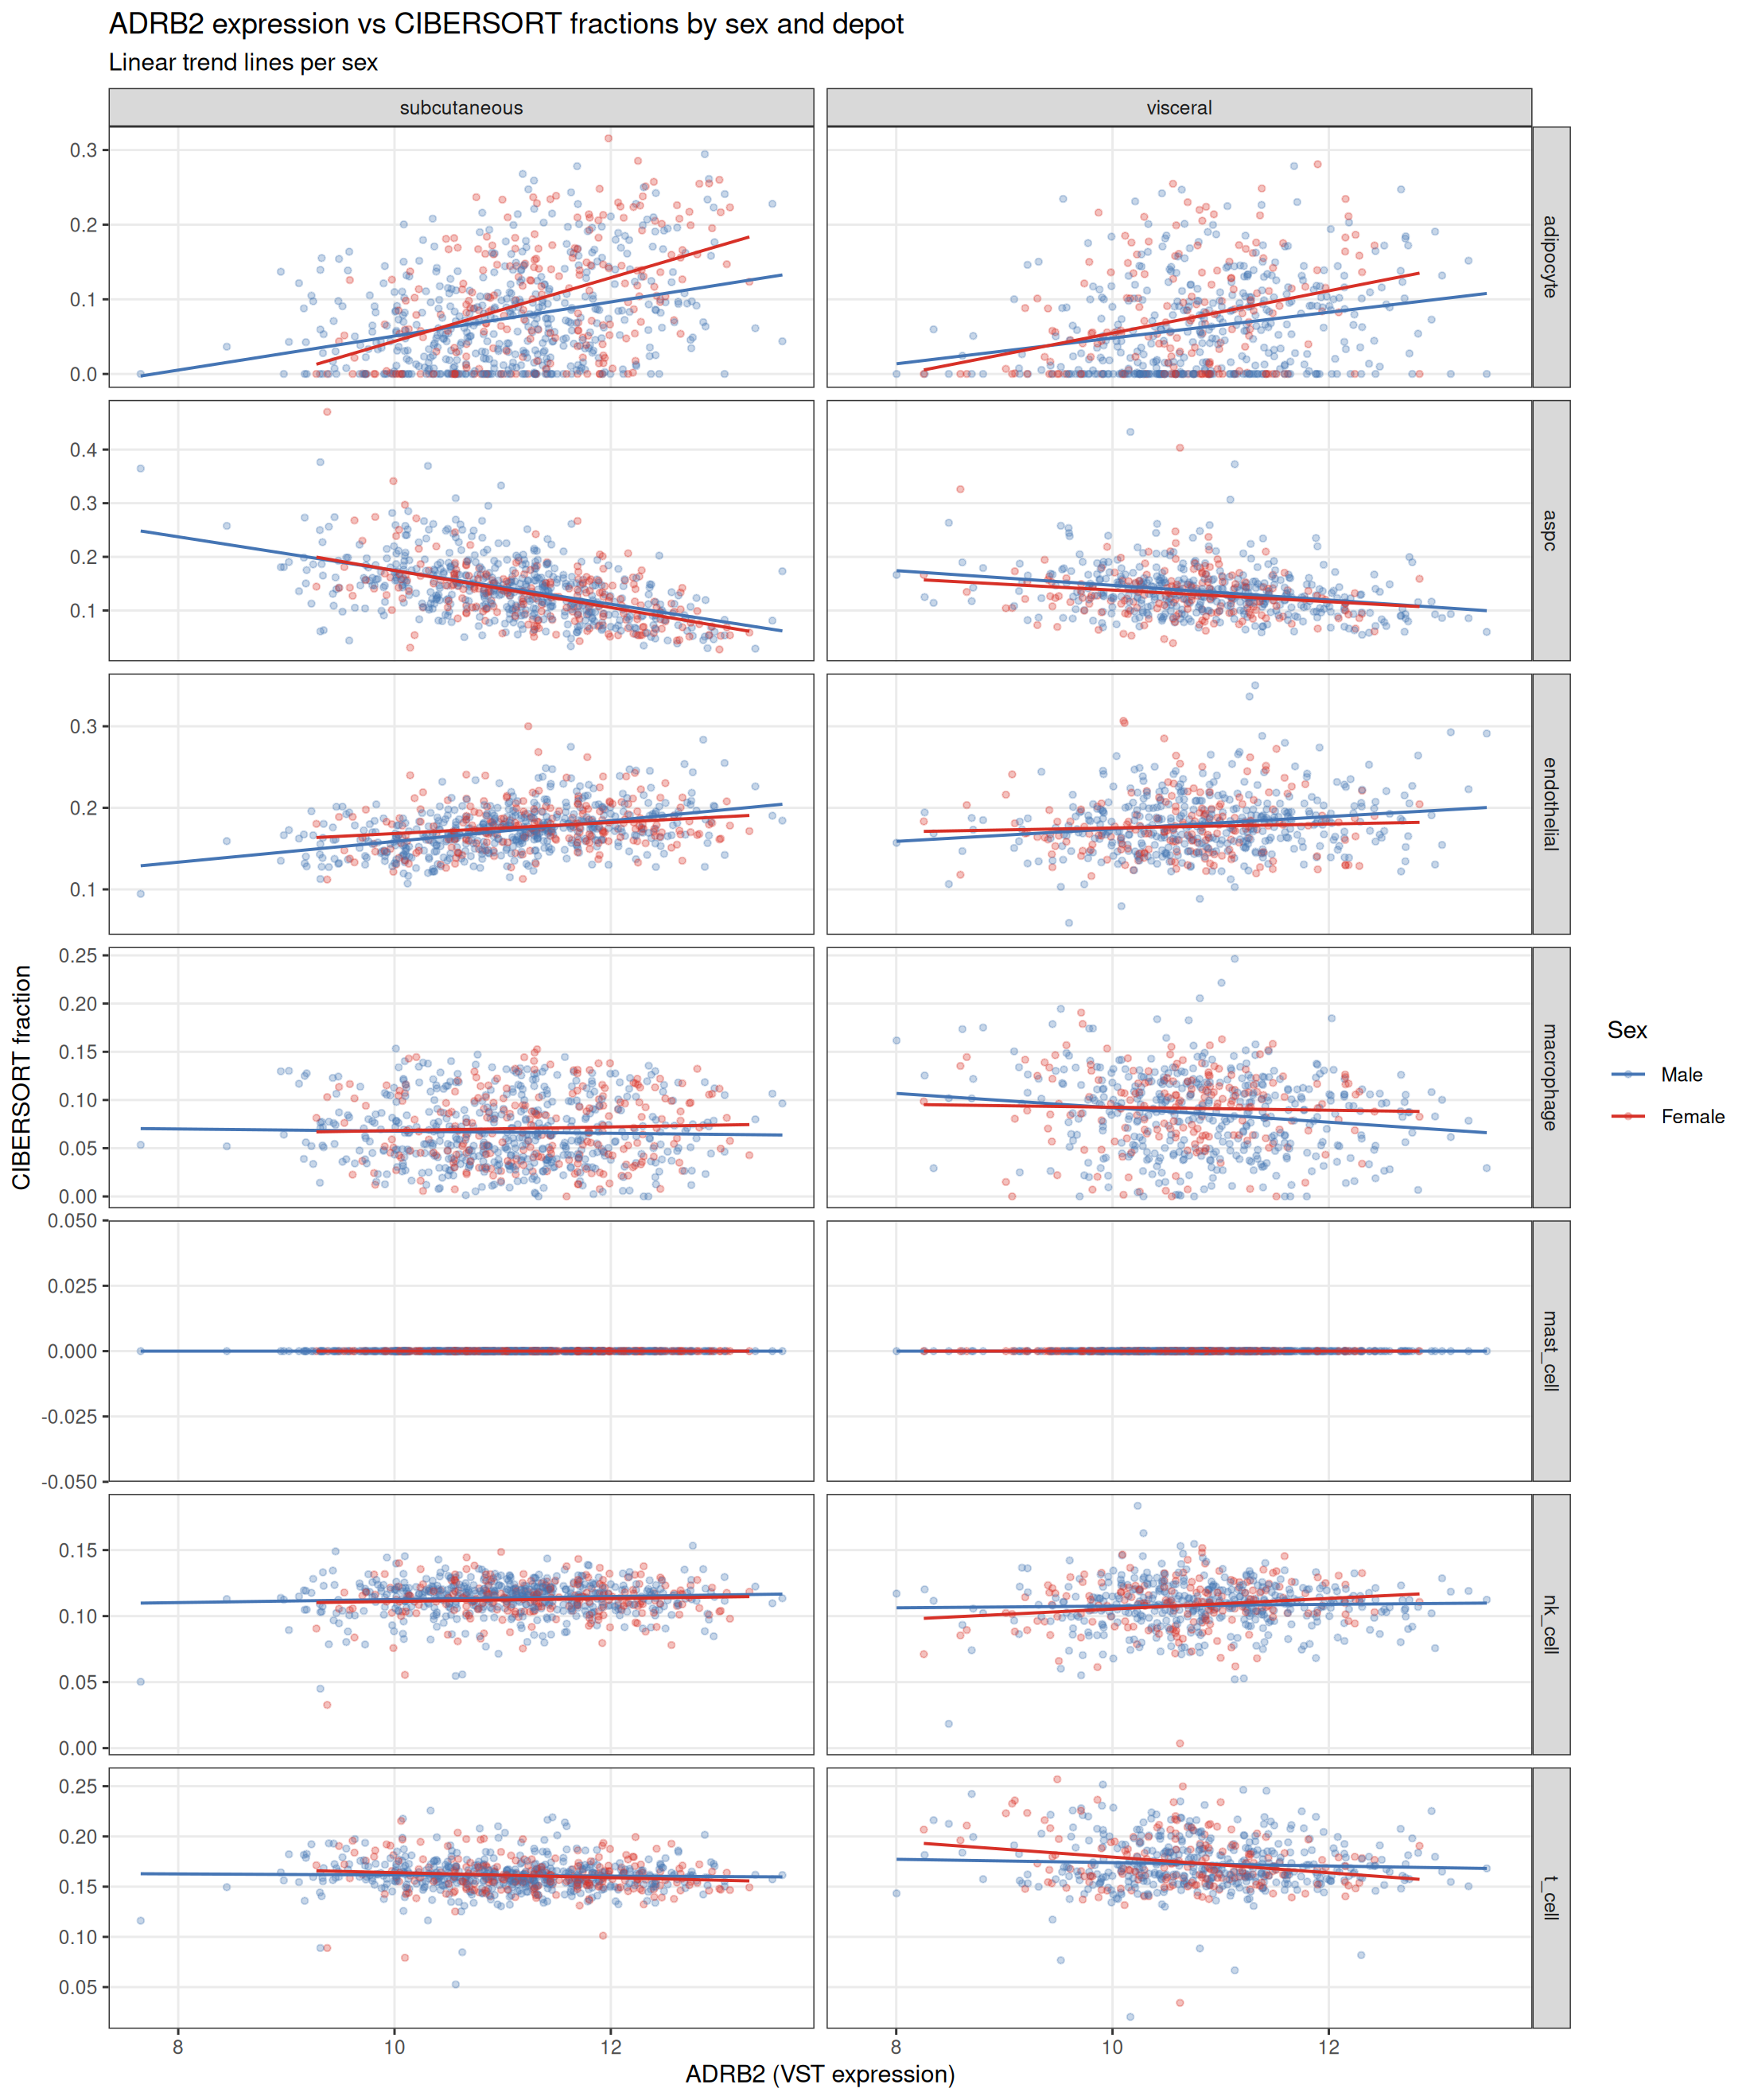 ADRB2 expression vs CIBERSORT fractions by sex and depot
Linear trend lines per sex
subcutaneous
visceral
0.3
0.2
0.1
0.0
adipocyte
0.4
0.3
0.2
0.1
aspc
0.3
0.2
0.1
endothelial
0.25
0.20
0.15
0.10
0.05
0.00
macrophage
0.050
0.025
0.000
-0.025
-0.050
mast_cell
0.15
0.10
0.05
0.00
nk_cell
0.25
0.20
0.15
0.10
0.05
t_cell
8
10
12
8
10
12
ADRB2 (VST expression)
CIBERSORT fraction
Sex
Male
Female